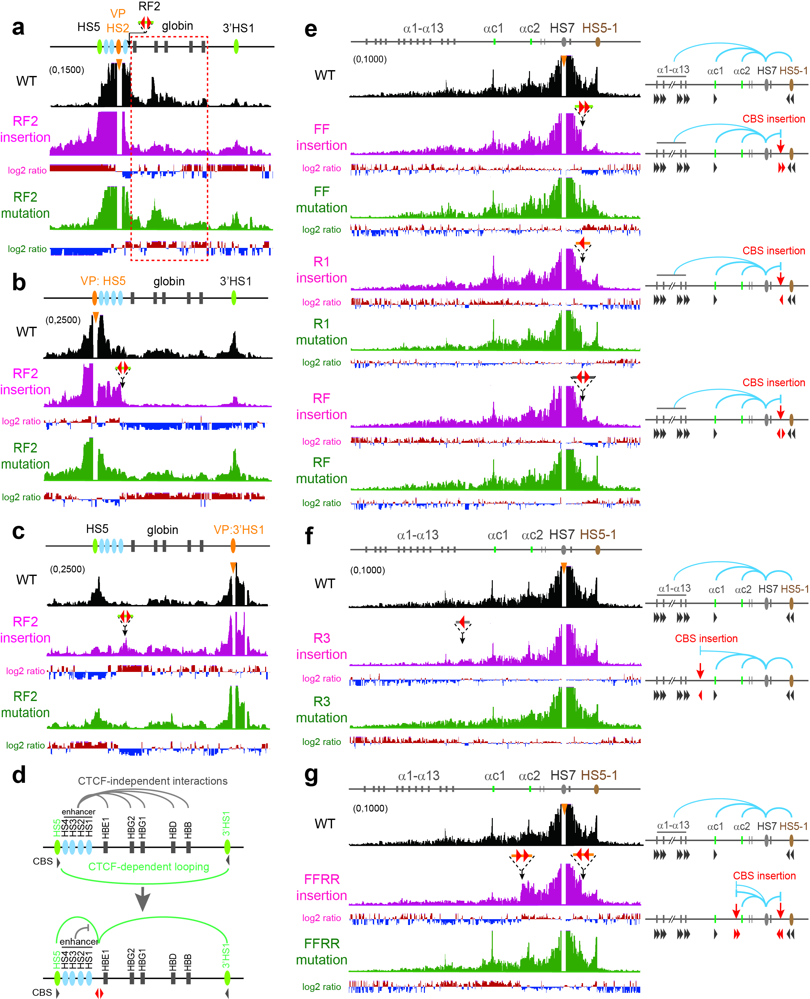 a
RF2
VP
HS5
HS2
globin
3’HS1
(0,1500)
WT
RF2
insertion
log2 ratio
RF2
mutation
log2 ratio
b
VP: HS5
globin
3’HS1
(0,2500)
WT
RF2
insertion
log2 ratio
RF2
mutation
log2 ratio
c
HS5
globin
VP:3’HS1
(0,2500)
WT
RF2
insertion
log2 ratio
RF2
mutation
log2 ratio
d
CTCF-independent interactions
enhancer
HS5
HS4
HS3
HS2
HS1
HBE1
HBG2
HBG1
HBD
HBB
3’HS1
CBS
CTCF-dependent looping
enhancer
HS5
HS4
HS3
HS2
HS1
HBE1
HBG2
HBG1
HBD
HBB
3’HS1
CBS
e
α1-α13
αc1
αc2
HS7
HS5-1
(0,1000)
WT
α1-α13
αc1
αc2
HS7
HS5-1
FF
insertion
CBS insertion
log2 ratio
FF
mutation
log2 ratio
R1
insertion
CBS insertion
log2 ratio
R1
mutation
log2 ratio
RF
insertion
CBS insertion
log2 ratio
RF
mutation
log2 ratio
f
α1-α13
αc1
αc2
HS7
HS5-1
(0,1000)
WT
α1-α13
αc1
αc2
HS7
HS5-1
R3
insertion
CBS insertion
log2 ratio
R3
mutation
log2 ratio
g
α1-α13
αc1
αc2
HS7
HS5-1
(0,1000)
WT
α1-α13
αc1
αc2
HS7
HS5-1
FFRR
insertion
CBS insertion
log2 ratio
FFRR
mutation
log2 ratio